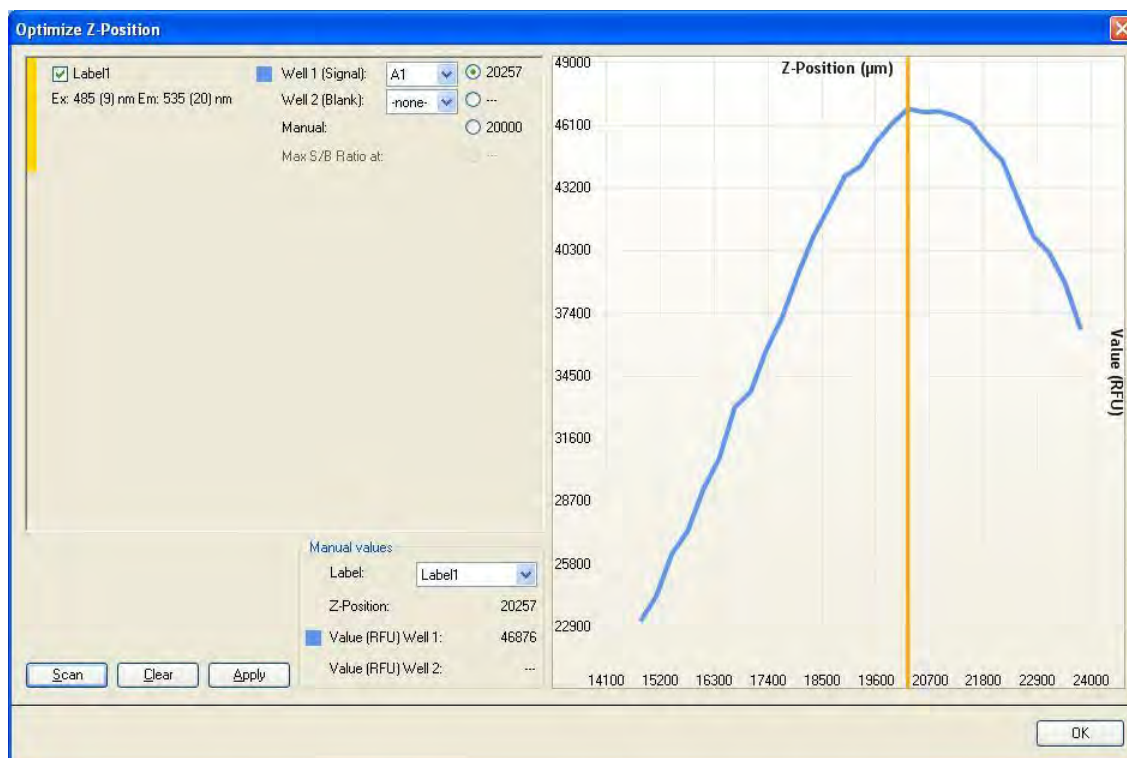 Optimize Z-Position
Label1
Ex: 485 (9) nm Em: 535 (20) nm
Well 1 (Signal): A1 20257
Well 2 (Blank): -none- ---
Manual: 20000
Max S/B Ratio at: ---
Manual values
Label: Label1
Z-Position: 20257
Value (RFU) Well 1: 46876
Value (RFU) Well 2: ---
Scan Clear Apply
Z-Position (µm)
49000
46100
43200
40300
37400
34500
31600
28700
25800
22900
Value (RFU)
14100 15200 16300 17400 18500 19600 20700 21800 22900 24000
OK